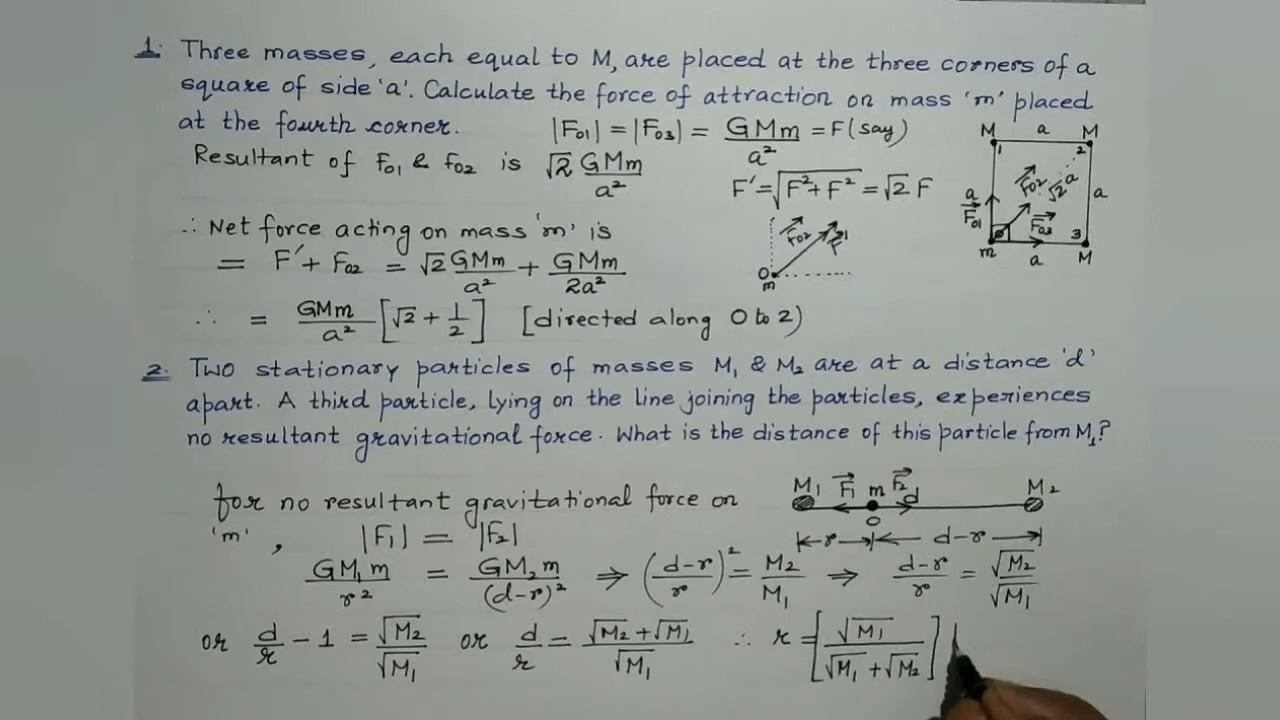 1. Three masses, each equal to M, are placed at the three corners of a
square of side 'a'. Calculate the force of attraction on mass 'm' placed
at the fourth corner. |F01| = |F03| = GMm/a² = F (say)
Resultant of F01 & F02 is √2 GMm/a²
F' = √(F² + F²) = √2 F
M a M
1 2
a F01 F02 √2 a F03 a
m 0 a 3 M
∴ Net force acting on mass 'm' is
= F' + F02 = √2 GMm/a² + GMm/2a²
F02 F'
0
m
∴ = GMm/a² [√2 + 1/2] [directed along 0 to 2)
2. Two stationary particles of masses M₁ & M₂ are at a distance 'd'
apart. A third particle, lying on the line joining the particles, experiences
no resultant gravitational force. What is the distance of this particle from M₁?
for no resultant gravitational force on
'm', |F₁| = |F₂|
M₁ F₁ m F₂ d M₂
0
r d-r
GM₁m/r² = GM₂m/(d-r)² ⇒ ((d-r)/r)² = M₂/M₁ ⇒ (d-r)/r = √M₂/√M₁
or d/r - 1 = √M₂/√M₁ or d/r = (√M₂ + √M₁)/√M₁ ∴ r = [√M₁/(√M₁ + √M₂)]